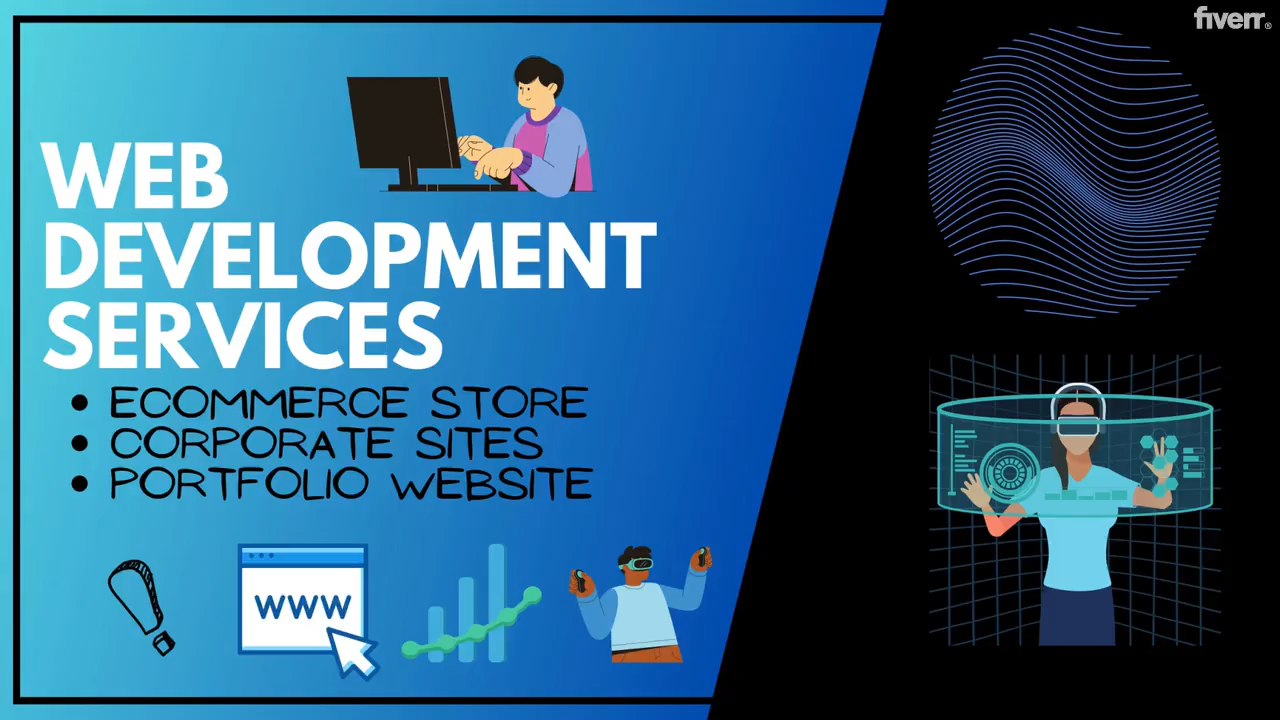 fiverr®
WEB
DEVELOPMENT
SERVICES
• ECOMMERCE STORE
• CORPORATE SITES
• PORTFOLIO WEBSITE
WWW